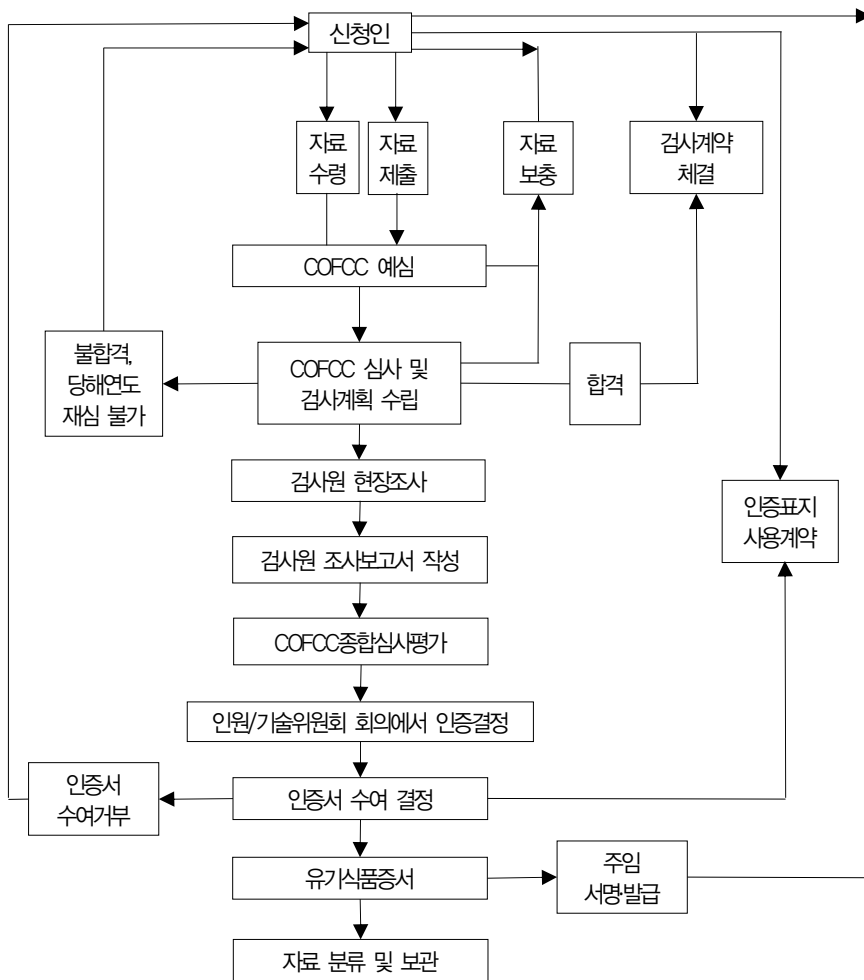 신청인
자료
수령
자료
제출
자료
보충
검사계약
체결
COFCC 예심
불합격,
당해연도
재심 불가
COFCC 심사 및
검사계획 수립
합격
검사원 현장조사
인증표지
사용계약
검사원 조사보고서 작성
COFCC종합심사평가
인원/기술위원회 회의에서 인증결정
인증서
수여거부
인증서 수여 결정
유기식품증서
주임
서명·발급
자료 분류 및 보관